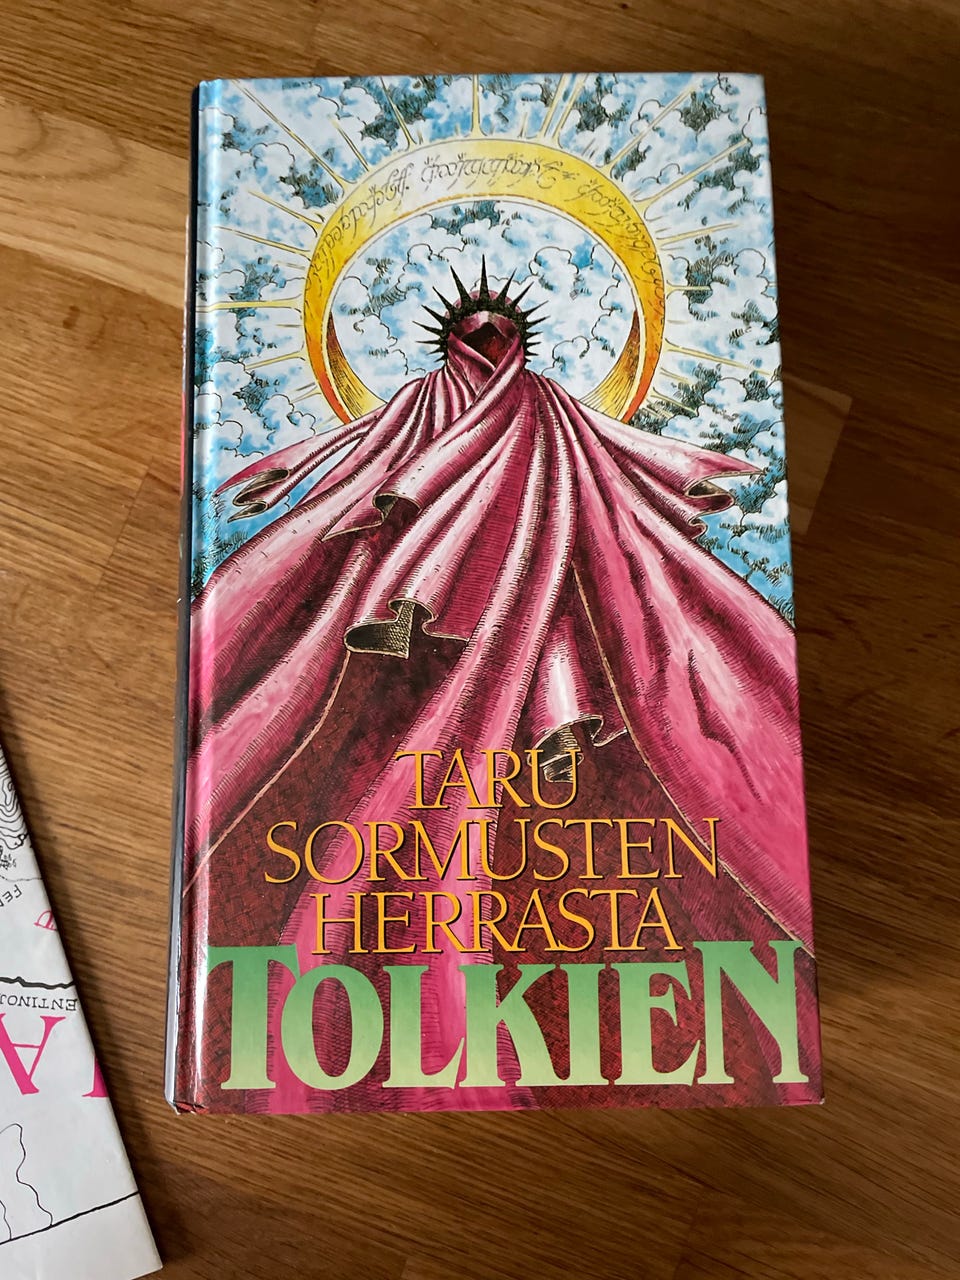 TARU
SORMUSTEN
HERRASTA
TOLKIEN